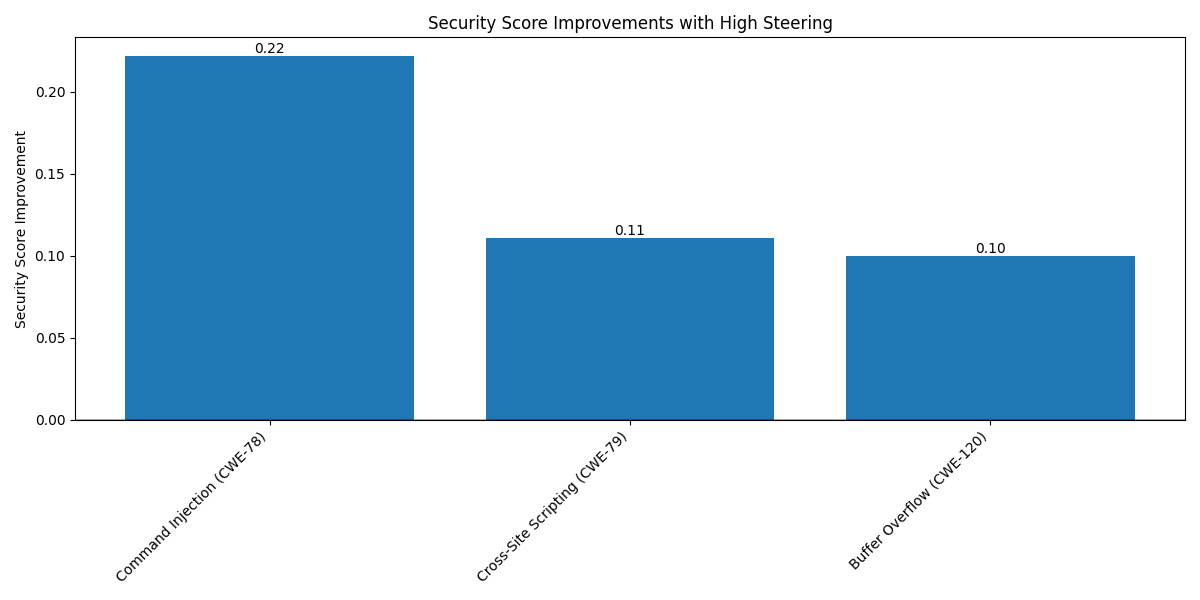 Security Score Improvements with High Steering
Security Score Improvement
0.20
0.15
0.10
0.05
0.00
0.22
0.11
0.10
Command Injection (CWE-78)
Cross-Site Scripting (CWE-79)
Buffer Overflow (CWE-120)